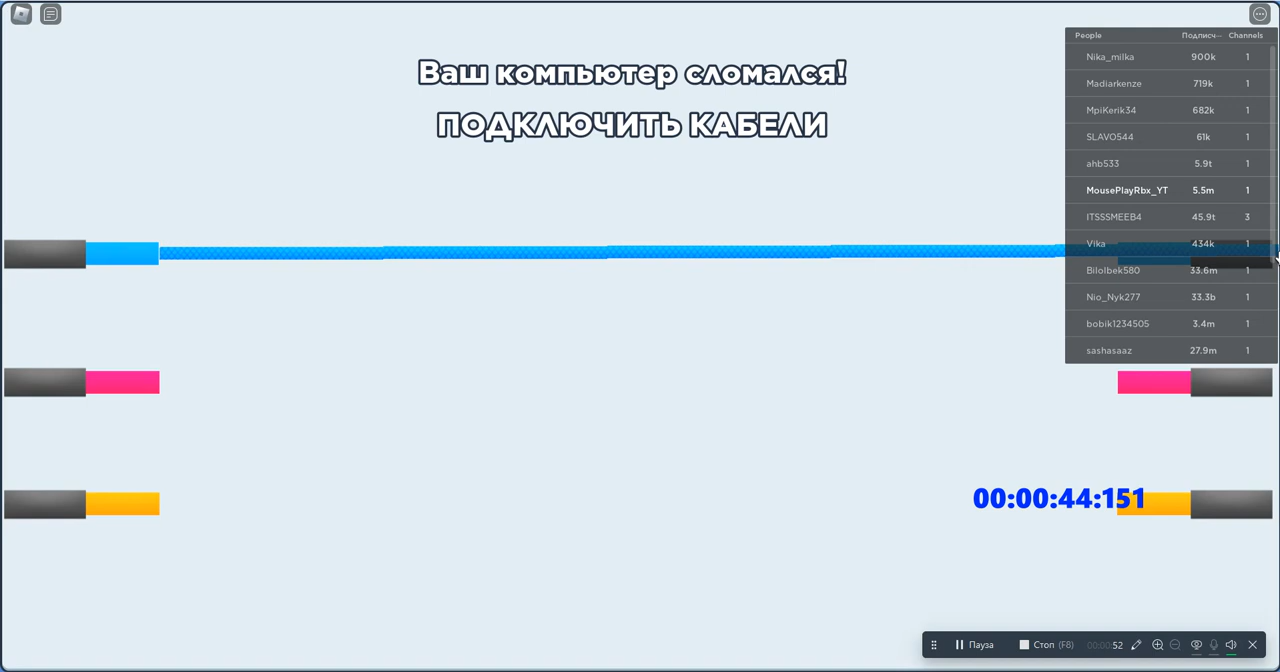 Ваш компьютер сломался!
ПОДКЛЮЧИТЬ КАБЕЛИ
People Подписч... Channels
Nika_milka 900k 1
Madiarkenze 719k 1
MpiKerik34 682k 1
SLAVO544 61k 1
ahb533 5.9t 1
MousePlayRbx_YT 5.5m 1
ITSSSMEEB4 45.9t 3
Vika 434k 1
Bilolbek580 33.6m 1
Nio_Nyk277 33.3b 1
bobik1234505 3.4m 1
sashasaaz 27.9m 1
00:00:44:151
Пауза Стоп (F8) 00:00:52